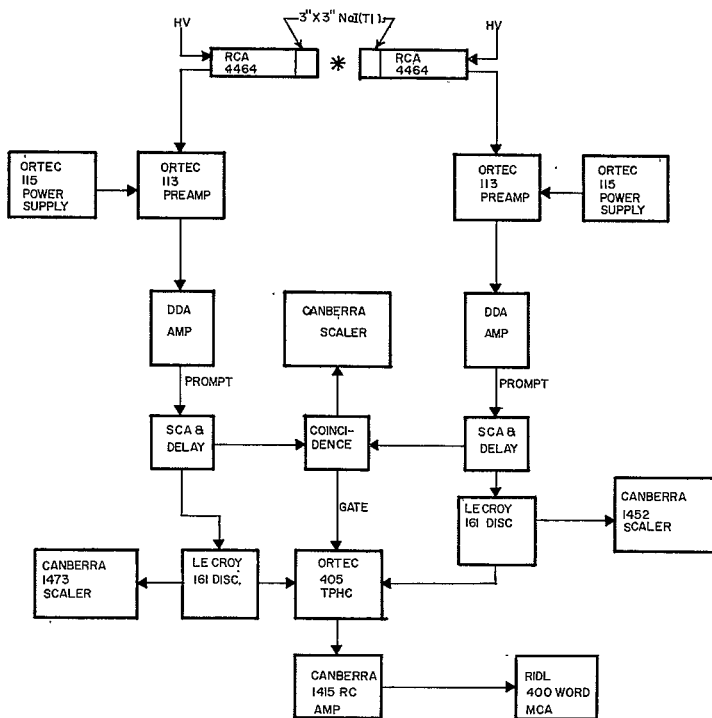 HV
3"X3" NaI(Tl)
HV
RCA
4464
RCA
4464
ORTEC
115
POWER
SUPPLY
ORTEC
113
PREAMP
ORTEC
113
PREAMP
ORTEC
115
POWER
SUPPLY
DDA
AMP
CANBERRA
SCALER
DDA
AMP
PROMPT
PROMPT
SCA &
DELAY
COINCI-
DENCE
SCA &
DELAY
GATE
LE CROY
161 DISC
CANBERRA
1452
SCALER
CANBERRA
1473
SCALER
LE CROY
161 DISC.
ORTEC
405
TPHC
CANBERRA
1415 RC
AMP
RIDL
400 WORD
MCA